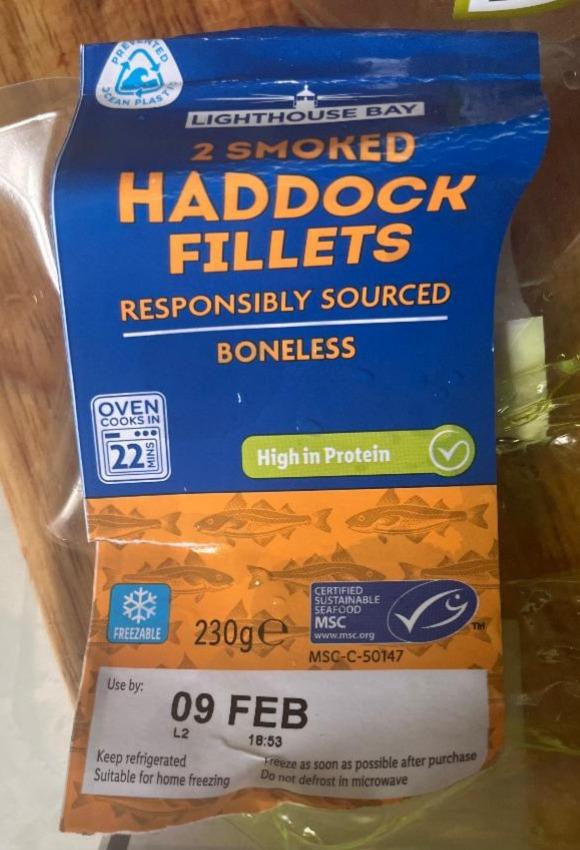 PREVENTED
OCEAN PLASTIC
LIGHTHOUSE BAY
2 SMOKED
HADDOCK
FILLETS
RESPONSIBLY SOURCED
BONELESS
OVEN
COOKS IN
22 MINS
High in Protein
FREEZABLE
230g℮
CERTIFIED
SUSTAINABLE
SEAFOOD
MSC
www.msc.org
TM
MSC-C-50147
Use by:
09 FEB
L2 18:53
Keep refrigerated
Suitable for home freezing
Freeze as soon as possible after purchase
Do not defrost in microwave